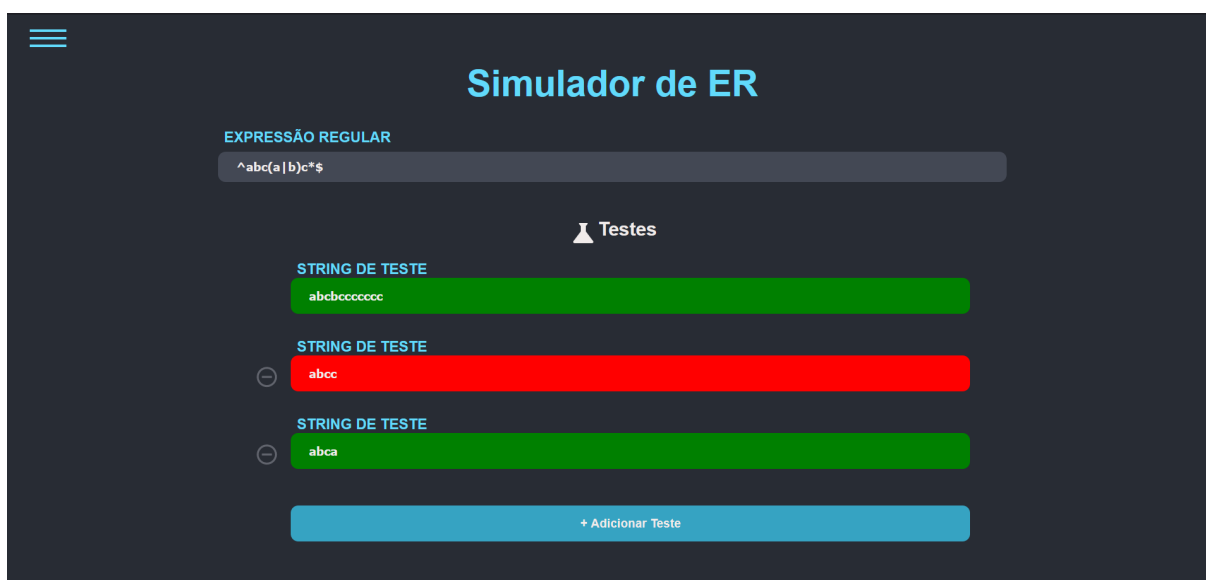 Simulador de ER
EXPRESSÃO REGULAR
^abc(a|b)c*$
Testes
STRING DE TESTE
abcbccccccc
STRING DE TESTE
abcc
STRING DE TESTE
abca
+ Adicionar Teste